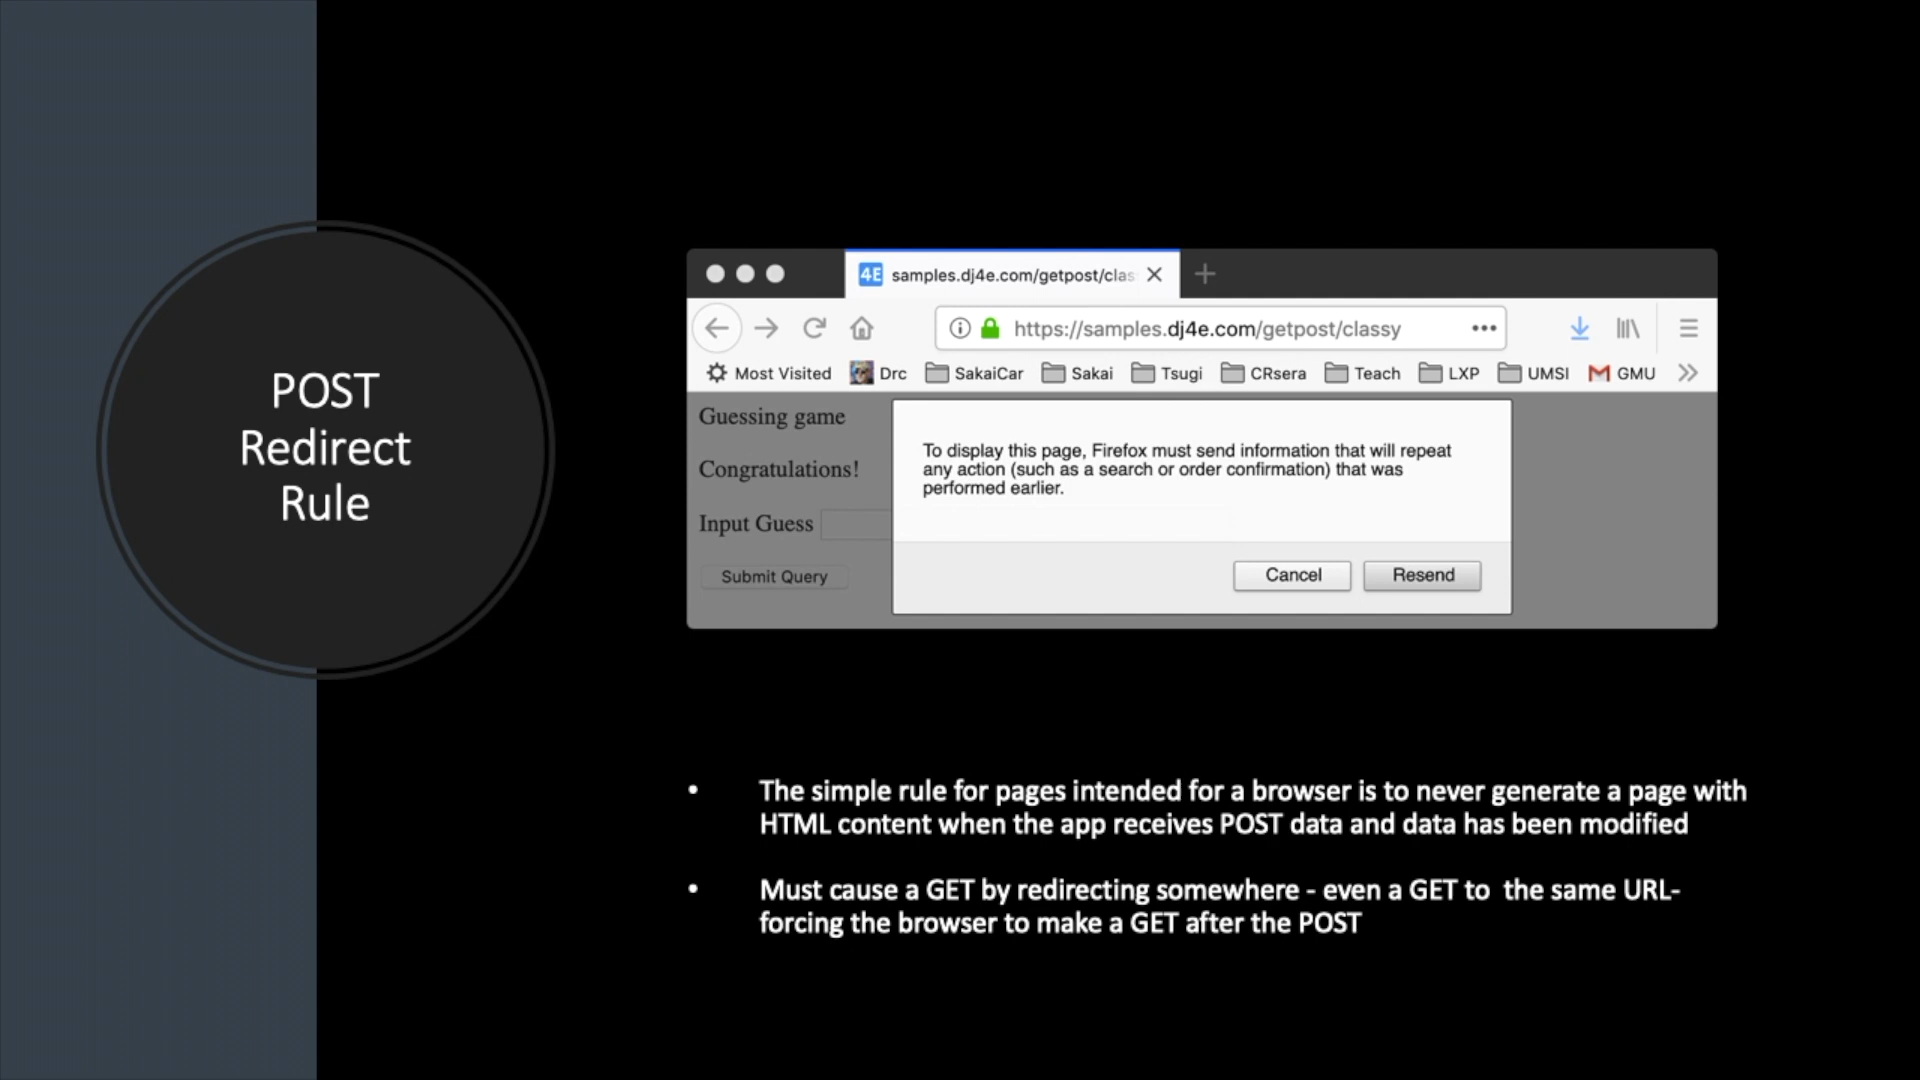 POST
Redirect
Rule
4E samples.dj4e.com/getpost/clas
https://samples.dj4e.com/getpost/classy
Most Visited Drc SakaiCar Sakai Tsugi CRsera Teach LXP UMSI GMU
Guessing game
Congratulations!
Input Guess
Submit Query
To display this page, Firefox must send information that will repeat
any action (such as a search or order confirmation) that was
performed earlier.
Cancel Resend
• The simple rule for pages intended for a browser is to never generate a page with
HTML content when the app receives POST data and data has been modified
• Must cause a GET by redirecting somewhere - even a GET to the same URL-
forcing the browser to make a GET after the POST